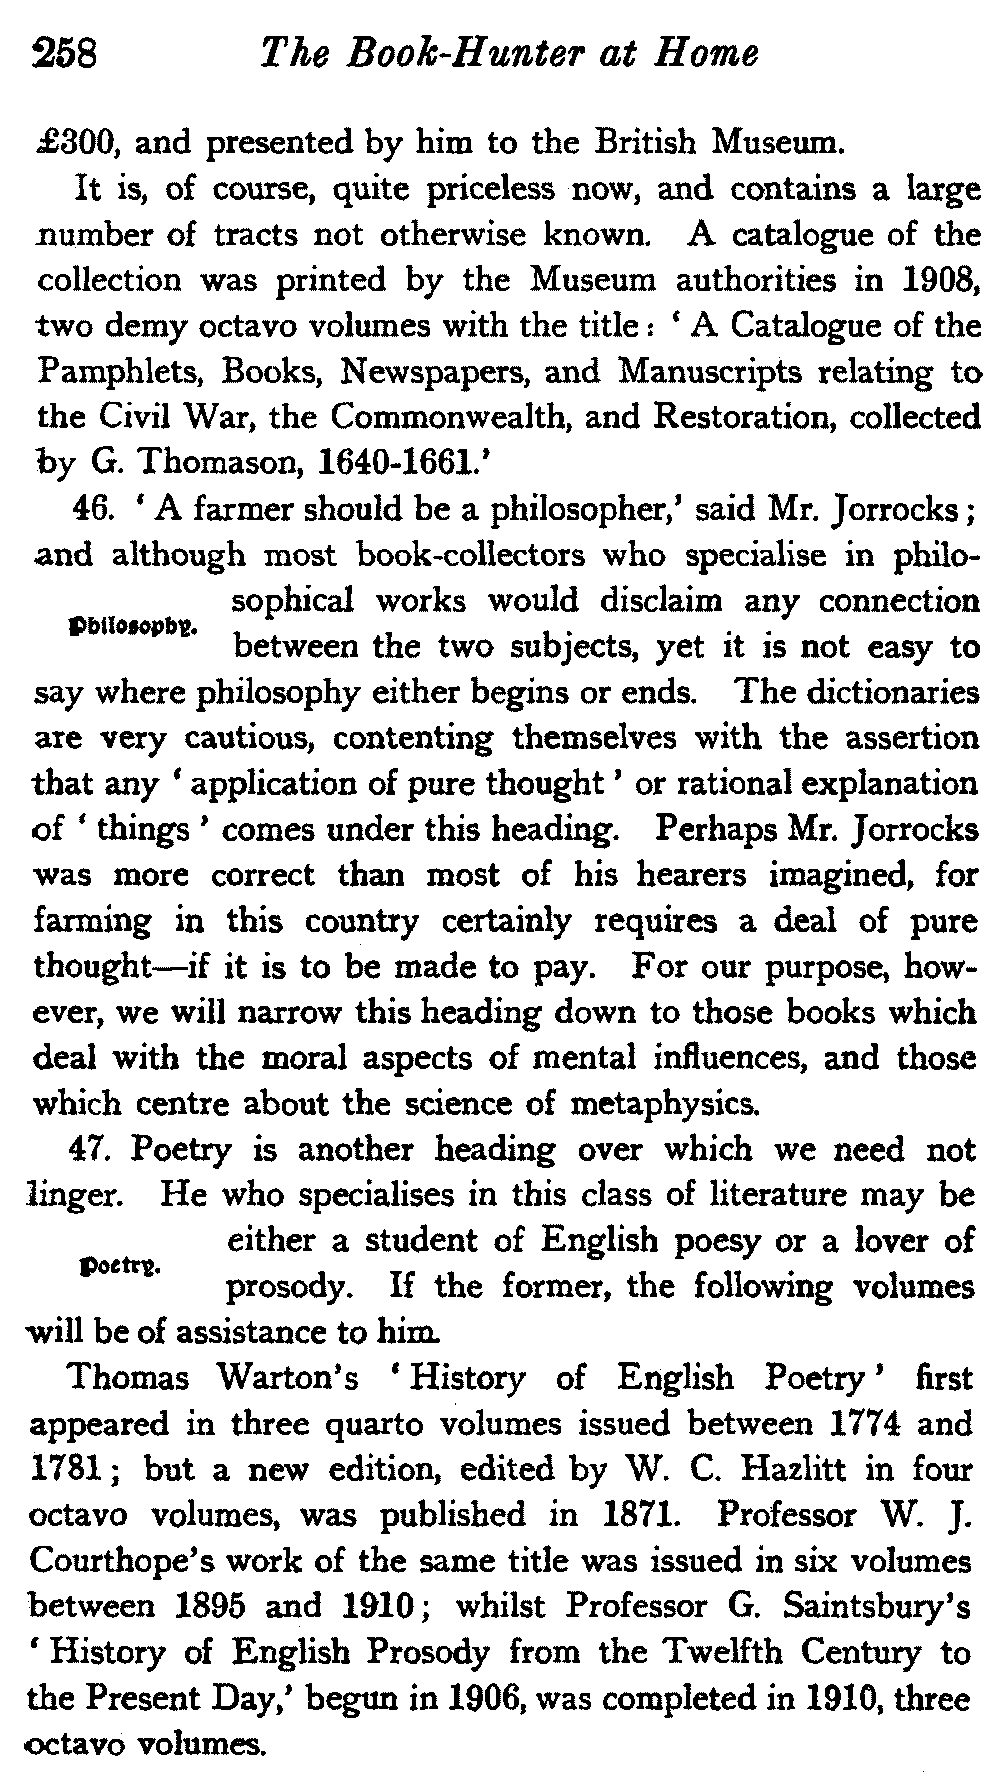 258 The Book-Hunter at Home
£300, and presented by him to the British Museum.
It is, of course, quite priceless now, and contains a large
number of tracts not otherwise known. A catalogue of the
collection was printed by the Museum authorities in 1908,
two demy octavo volumes with the title: ‘ A Catalogue of the
Pamphlets, Books, Newspapers, and Manuscripts relating to
the Civil War, the Commonwealth, and Restoration, collected
by G. Thomason, 1640-1661.’
46. ‘ A farmer should be a philosopher,’ said Mr. Jorrocks ;
and although most book-collectors who specialise in philo-
sophical works would disclaim any connection
Philosophy.
between the two subjects, yet it is not easy to
say where philosophy either begins or ends. The dictionaries
are very cautious, contenting themselves with the assertion
that any ‘ application of pure thought ’ or rational explanation
of ‘ things ’ comes under this heading. Perhaps Mr. Jorrocks
was more correct than most of his hearers imagined, for
farming in this country certainly requires a deal of pure
thought—if it is to be made to pay. For our purpose, how-
ever, we will narrow this heading down to those books which
deal with the moral aspects of mental influences, and those
which centre about the science of metaphysics.
47. Poetry is another heading over which we need not
linger. He who specialises in this class of literature may be
either a student of English poesy or a lover of
Poetry.
prosody. If the former, the following volumes
will be of assistance to him.
Thomas Warton’s ‘ History of English Poetry ’ first
appeared in three quarto volumes issued between 1774 and
1781 ; but a new edition, edited by W. C. Hazlitt in four
octavo volumes, was published in 1871. Professor W. J.
Courthope’s work of the same title was issued in six volumes
between 1895 and 1910 ; whilst Professor G. Saintsbury’s
‘ History of English Prosody from the Twelfth Century to
the Present Day,’ begun in 1906, was completed in 1910, three
octavo volumes.